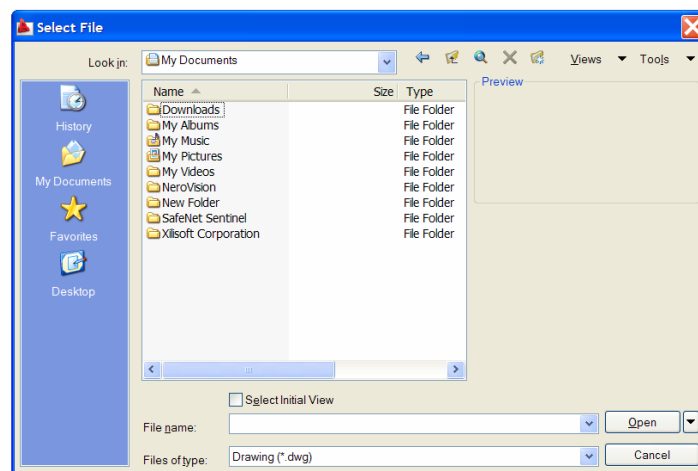 Select File
Look in: My Documents Views Tools
Name Size Type Preview
Downloads File Folder
My Albums File Folder
My Music File Folder
My Pictures File Folder
My Videos File Folder
NeroVision File Folder
New Folder File Folder
SafeNet Sentinel File Folder
Xilisoft Corporation File Folder
History
My Documents
Favorites
Desktop
Select Initial View
File name: Open
Files of type: Drawing (*.dwg) Cancel